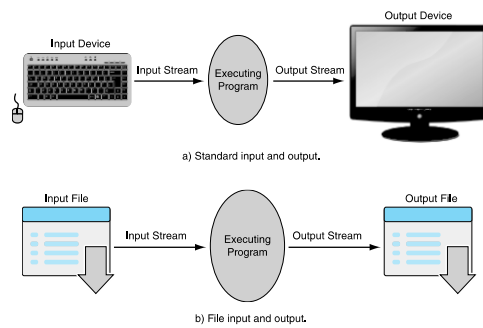 Output Device
Input Device
Input Stream
Executing
Program
Output Stream
a) Standard input and output.
Input File
Output File
Input Stream
Executing
Program
Output Stream
b) File input and output.